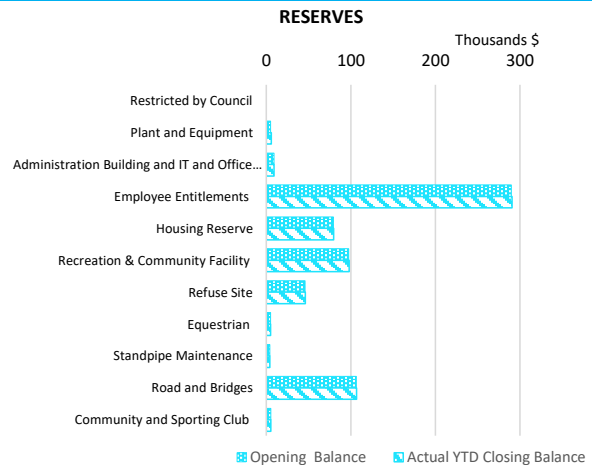 RESERVES
Thousands $
0 100 200 300
Restricted by Council
Plant and Equipment
Administration Building and IT and Office...
Employee Entitlements
Housing Reserve
Recreation & Community Facility
Refuse Site
Equestrian
Standpipe Maintenance
Road and Bridges
Community and Sporting Club
Opening Balance Actual YTD Closing Balance